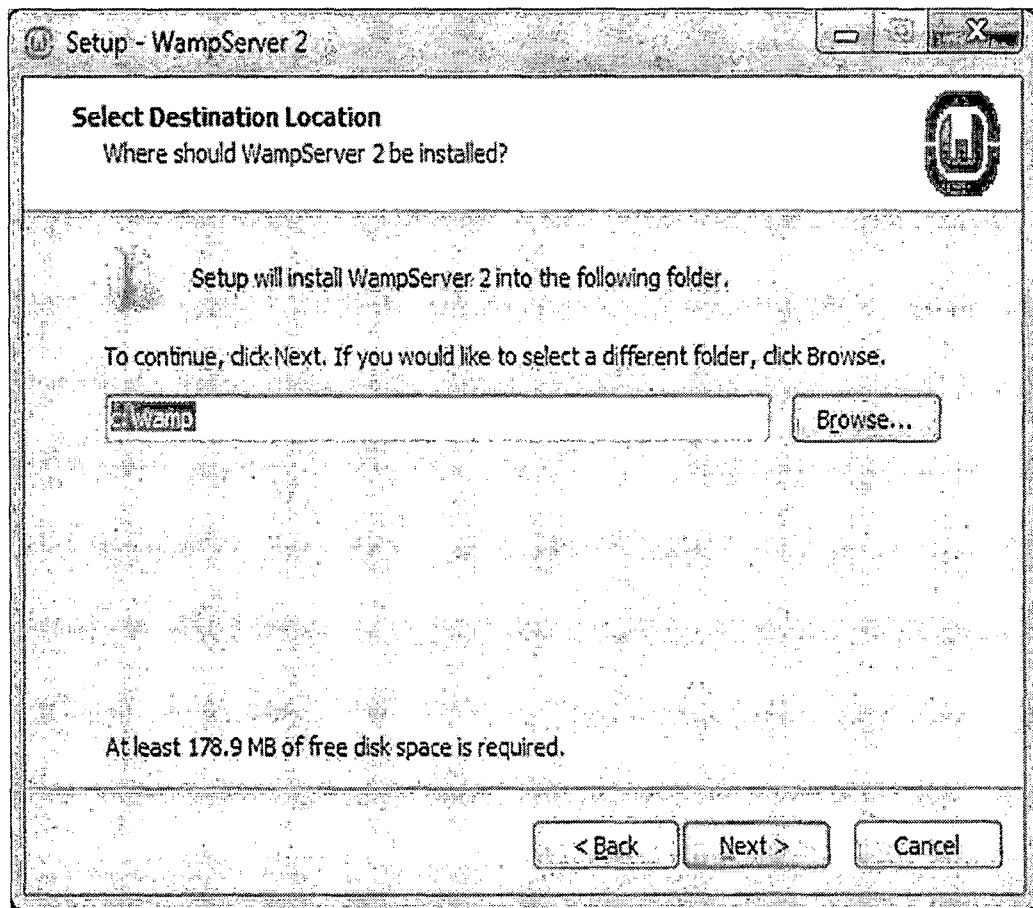 Setup - WampServer 2
Select Destination Location
Where should WampServer 2 be installed?
Setup will install WampServer 2 into the following folder.
To continue, click Next. If you would like to select a different folder, click Browse.
c:\wamp
Browse...
At least 178.9 MB of free disk space is required.
< Back
Next >
Cancel